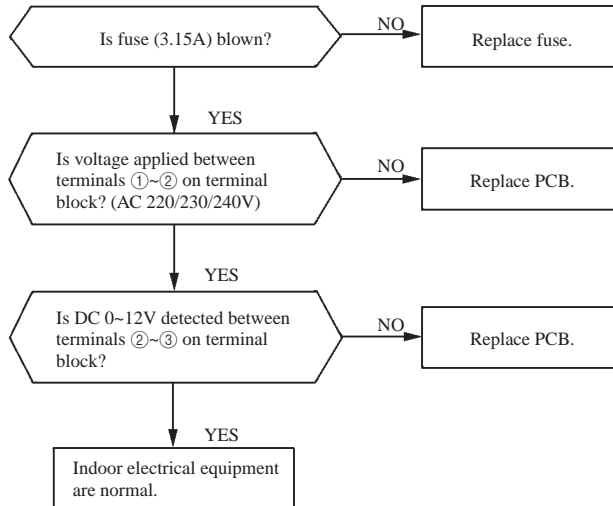 Is fuse (3.15A) blown?
NO
Replace fuse.
YES
Is voltage applied between
terminals ①~② on terminal
block? (AC 220/230/240V)
NO
Replace PCB.
YES
Is DC 0~12V detected between
terminals ②~③ on terminal
block?
NO
Replace PCB.
YES
Indoor electrical equipment
are normal.